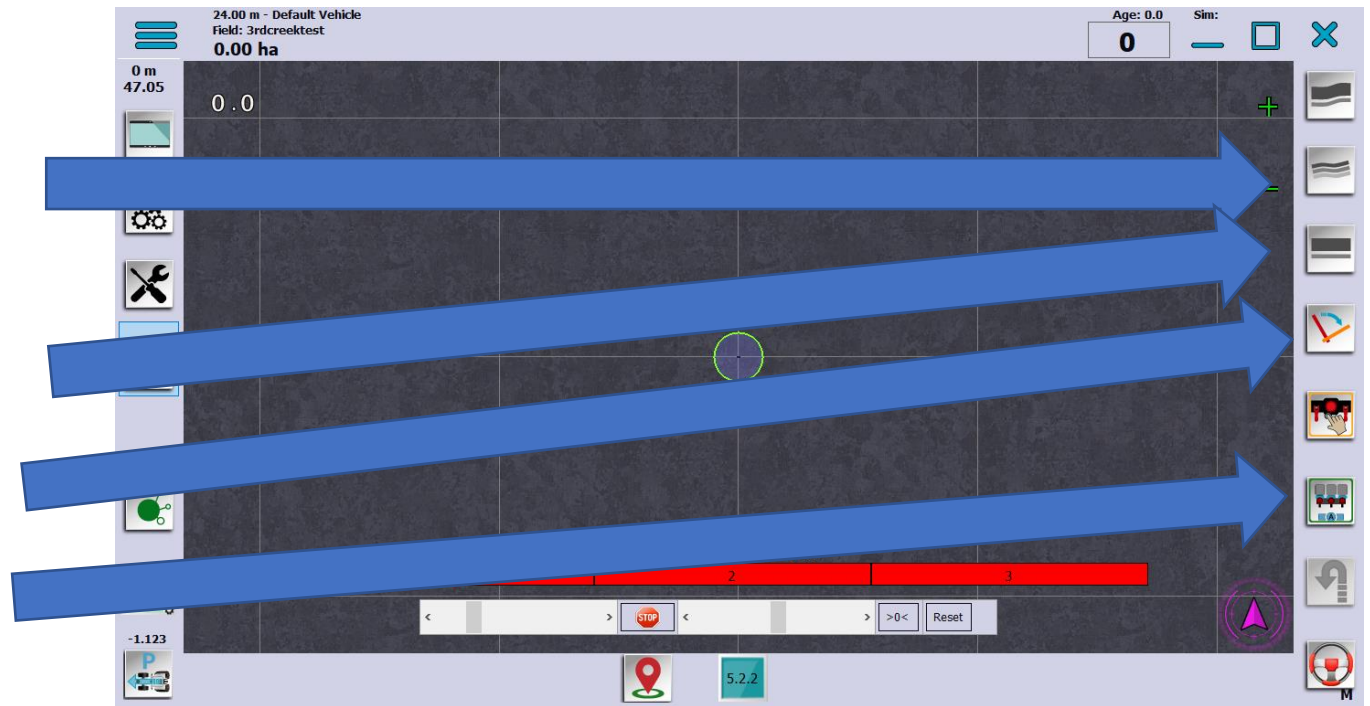 24.00 m - Default Vehicle
Field: 3rdcreektest
0.00 ha
Age: 0.0
0
Sim:
0 m
47.05
0.0
2
3
< > STOP < > >0< Reset
-1.123
P
5.2.2
A
M